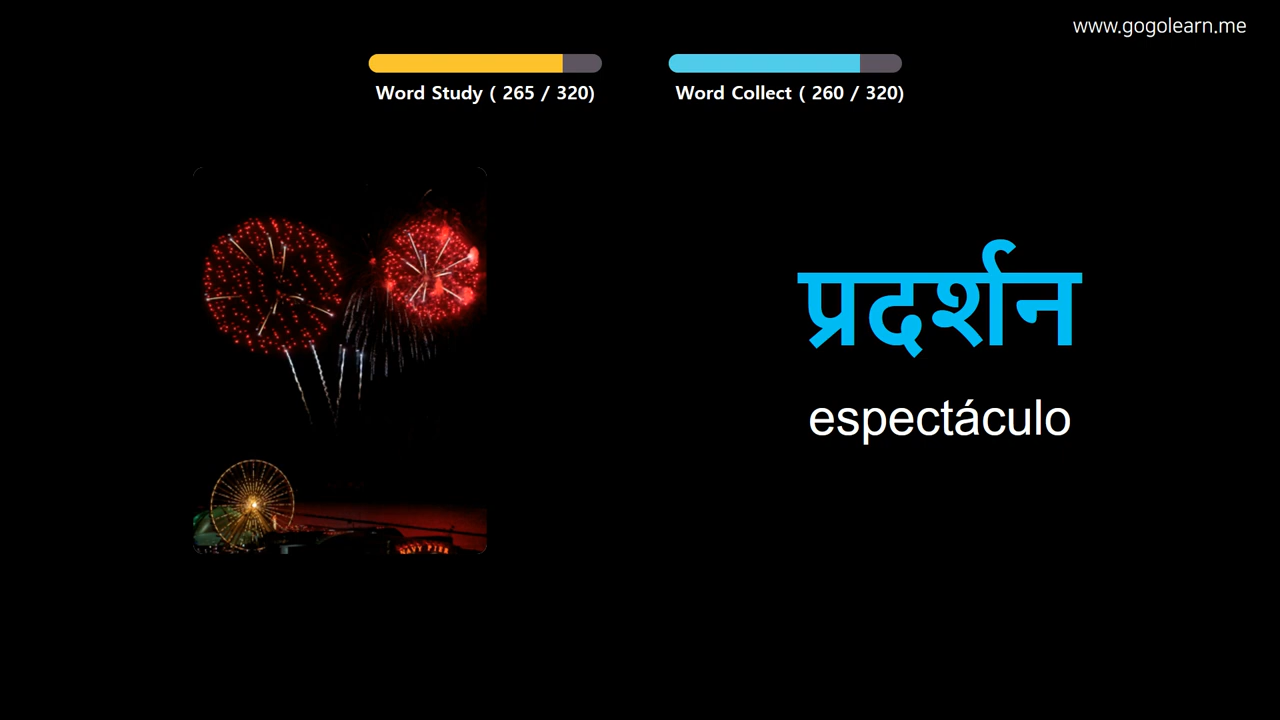 www.gogolearn.me
Word Study ( 265 / 320)
Word Collect ( 260 / 320)
प्रदर्शन
espectáculo